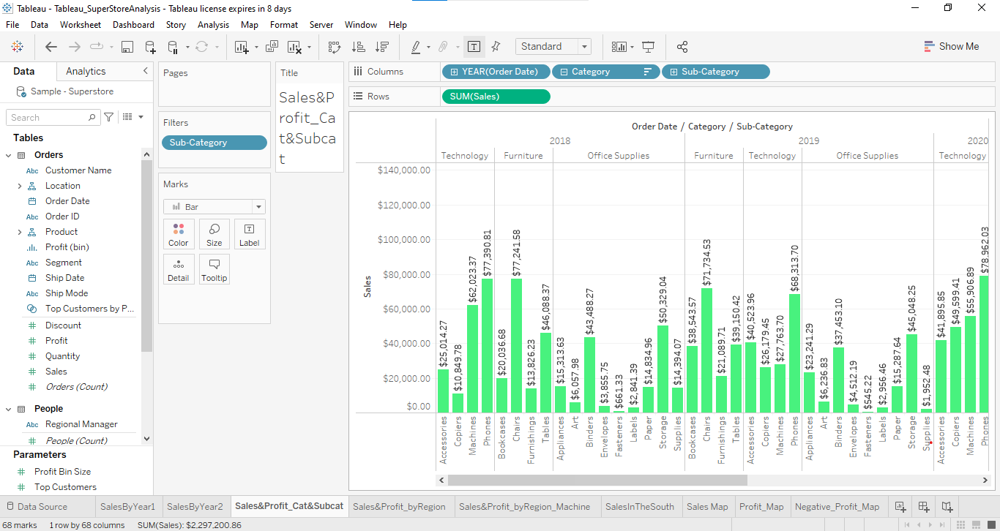 Tableau - Tableau_SuperStoreAnalysis - Tableau license expires in 8 days
File Data Worksheet Dashboard Story Analysis Map Format Server Window Help
Standard
Show Me
Data Analytics
Sample - Superstore
Search
Tables
Orders
Abc Customer Name
Location
Order Date
Abc Order ID
Product
Profit (bin)
Abc Segment
Ship Date
Abc Ship Mode
Top Customers by P...
Discount
Profit
Quantity
Sales
Orders (Count)
People
Abc Regional Manager
People (Count)
Parameters
Profit Bin Size
Top Customers
Pages
Filters
Sub-Category
Marks
Bar
Color Size Label
Detail Tooltip
Title
Sales&P
rofit_Ca
t&Subca
t
Columns YEAR(Order Date) Category Sub-Category
Rows SUM(Sales)
Order Date / Category / Sub-Category
2018 2019 2020
Technology Furniture Office Supplies Furniture Technology Office Supplies Technology
Sales
$140,000.00
$120,000.00
$100,000.00
$80,000.00
$60,000.00
$40,000.00
$20,000.00
$0.00
$25,014.27
$10,849.78
$62,023.37
$77,390.81
$20,036.68
$77,241.58
$13,826.23
$46,088.37
$15,313.63
$6,057.98
$43,488.27
$3,855.75
$661.33
$2,841.39
$14,834.96
$50,329.04
$14,394.07
$38,543.57
$71,734.53
$21,089.71
$39,150.42
$40,523.96
$26,179.45
$27,763.70
$68,313.70
$23,241.29
$6,236.83
$37,453.10
$4,512.19
$545.22
$2,956.46
$15,287.64
$45,048.25
$1,952.48
$41,895.85
$49,599.41
$55,906.89
$78,962.03
Accessories
Copiers
Machines
Phones
Bookcases
Chairs
Furnishings
Tables
Appliances
Art
Binders
Envelopes
Fasteners
Labels
Paper
Storage
Supplies
Bookcases
Chairs
Furnishings
Tables
Accessories
Copiers
Machines
Phones
Appliances
Art
Binders
Envelopes
Fasteners
Labels
Paper
Storage
Supplies
Accessories
Copiers
Machines
Phones
Data Source SalesByYear1 SalesByYear2 Sales&Profit_Cat&Subcat Sales&Profit_byRegion Sales&Profit_byRegion_Machine SalesInTheSouth Sales Map Profit_Map Negative_Profit_Map
68 marks 1 row by 68 columns SUM(Sales): $2,297,200.86